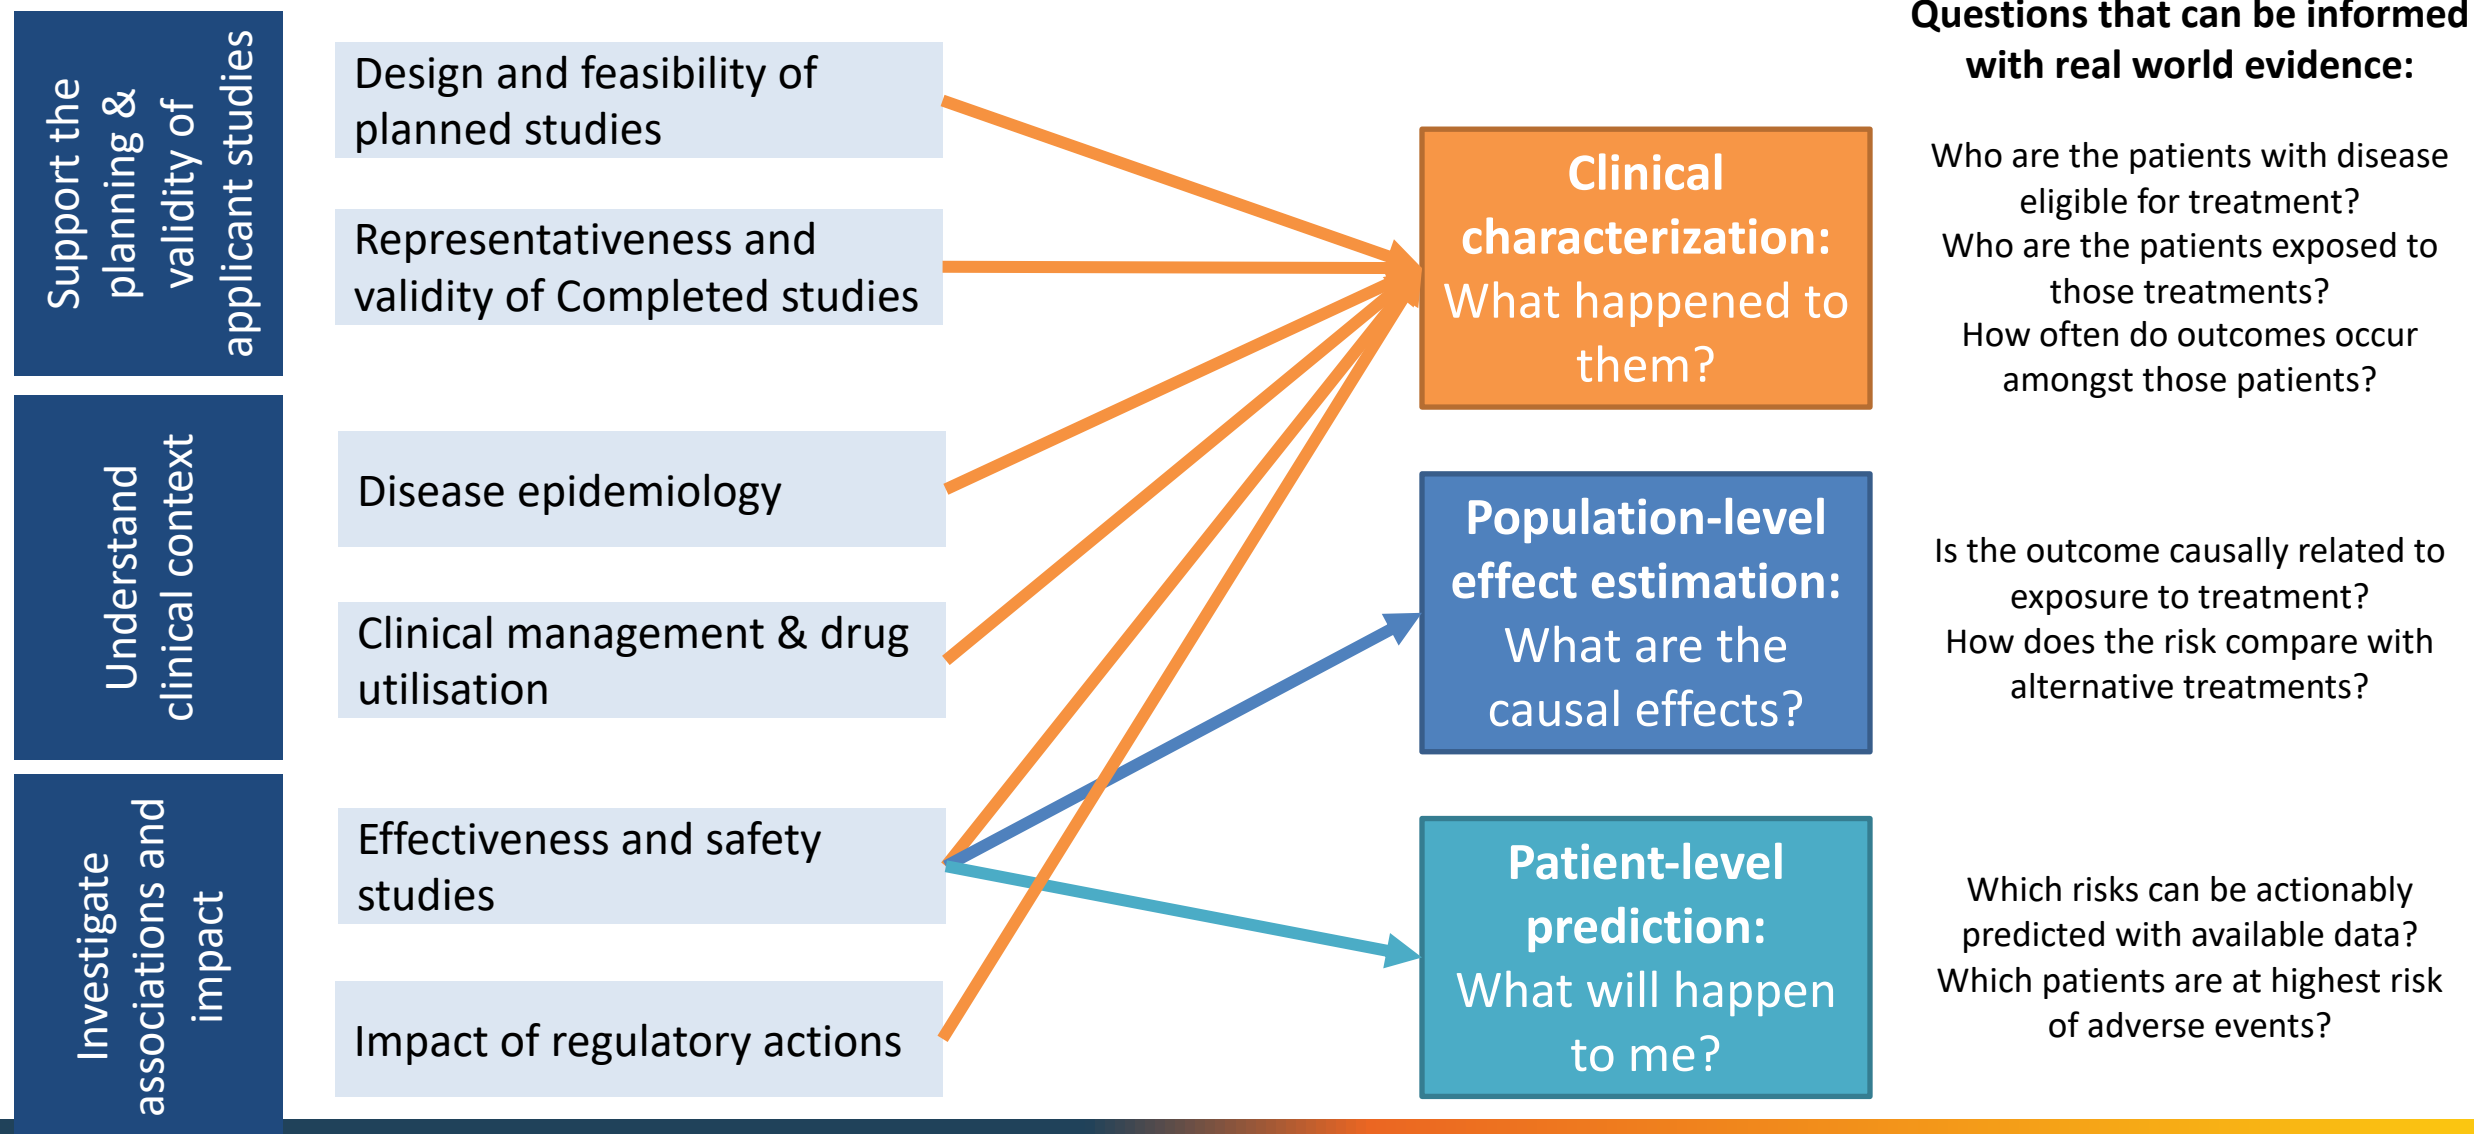 Support the
planning &
validity of
applicant studies
Design and feasibility of
planned studies
Representativeness and
validity of Completed studies
Understand
clinical context
Disease epidemiology
Clinical management & drug
utilisation
Investigate
associations and
impact
Effectiveness and safety
studies
Impact of regulatory actions
Clinical
characterization:
What happened to
them?
Population-level
effect estimation:
What are the
causal effects?
Patient-level
prediction:
What will happen
to me?
Questions that can be informed
with real world evidence:
Who are the patients with disease
eligible for treatment?
Who are the patients exposed to
those treatments?
How often do outcomes occur
amongst those patients?
Is the outcome causally related to
exposure to treatment?
How does the risk compare with
alternative treatments?
Which risks can be actionably
predicted with available data?
Which patients are at highest risk
of adverse events?